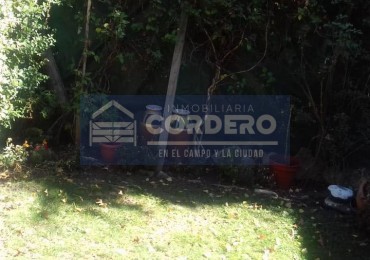 INMOBILIARIA
CORDERO
EN EL CAMPO Y LA CIUDAD